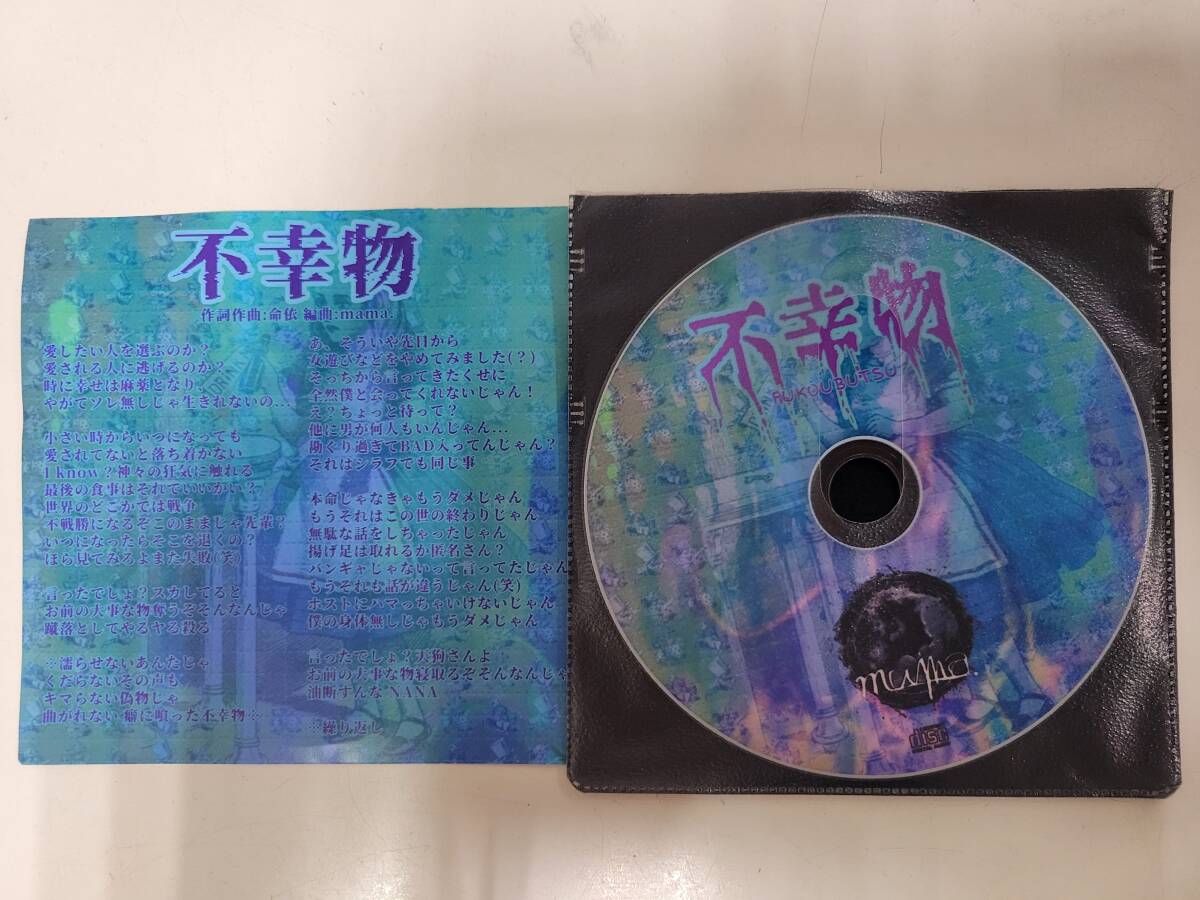 不幸物
作詞作曲:命依 編曲:mama.
愛したい人を選ぶのか?
愛される人に逃げるのか?
時に幸せは麻薬となり、
やがてソレ無しじゃ生きれないの...
小さい時からいつになっても
愛されてないと落ち着かない
I know?神々の狂気に触れる
最後の食事はそれでいいかい?
世界のどこかでは戦争
不戦勝になるぞこのままじゃ先輩?
いつになったらそこを退くの?
ほら見てみろよまた失敗(笑)
言ったでしょ?スカしてると
お前の大事な物奪うぞそんなんじゃ
蹴落としてやるヤる殺る
※濡らせないあんたじゃ
くだらないその声も
キマらない偽物じゃ
曲がれない 癖に唄った不幸物※
あ、そういや先日から
女遊びなどをやめてみました(?)
そっちから言ってきたくせに
全然僕と会ってくれないじゃん!
え?ちょっと待って?
他に男が何人もいんじゃん...
勘ぐり過ぎてBAD入ってんじゃん?
それはシラフでも同じ事
本命じゃなきゃもうダメじゃん
もうそれはこの世の終わりじゃん
無駄な話をしちゃったじゃん
揚げ足は取れるか匿名さん?
バンギャじゃないって言ってたじゃん
もうそれも話が違うじゃん(笑)
ホストにハマっちゃいけないじゃん
僕の身体無しじゃもうダメじゃん
言ったでしょ?天狗さんよ
お前の大事な物寝取るぞそんなんじゃ
油断すんな NANA
※繰り返し
不幸物
FUKOUBUTSU
mama.
disc